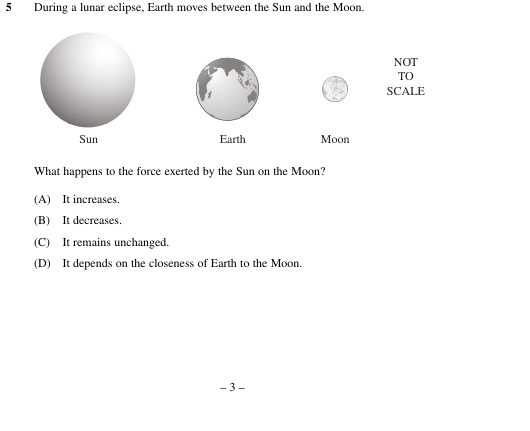 5 During a lunar eclipse, Earth moves between the Sun and the Moon.
NOT
TO
SCALE
Sun Earth Moon
What happens to the force exerted by the Sun on the Moon?
(A) It increases.
(B) It decreases.
(C) It remains unchanged.
(D) It depends on the closeness of Earth to the Moon.
– 3 –